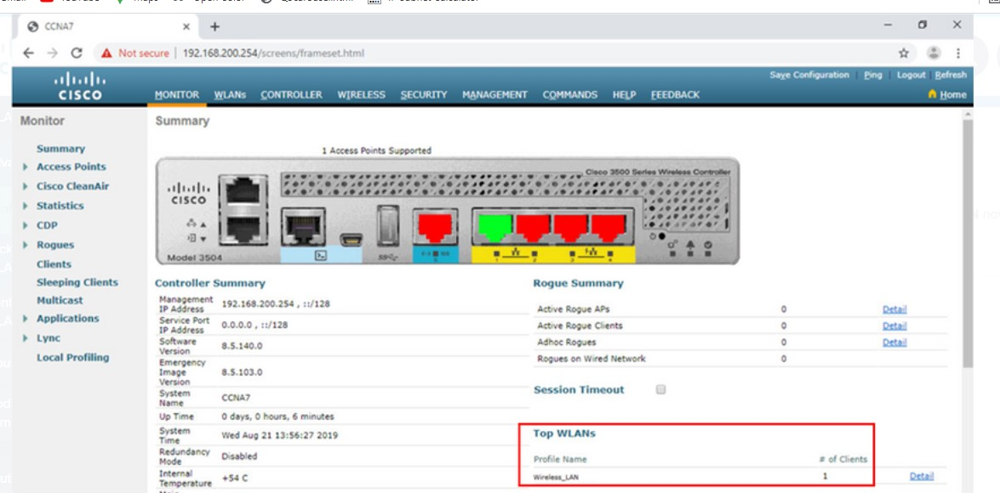 CCNA7
Not secure 192.168.200.254/screens/frameset.html
Save Configuration Ping Logout Refresh
CISCO
MONITOR WLANs CONTROLLER WIRELESS SECURITY MANAGEMENT COMMANDS HELP FEEDBACK
Home
Monitor
Summary
Access Points
Cisco CleanAir
Statistics
CDP
Rogues
Clients
Sleeping Clients
Multicast
Applications
Lync
Local Profiling
Summary
1 Access Points Supported
Cisco 3500 Series Wireless Controller
CISCO
Model 3504
Controller Summary
Management IP Address 192.168.200.254 , ::/128
Service Port IP Address 0.0.0.0 , ::/128
Software Version 8.5.140.0
Emergency Image Version 8.5.103.0
System Name CCNA7
Up Time 0 days, 0 hours, 6 minutes
System Time Wed Aug 21 13:56:27 2019
Redundancy Mode Disabled
Internal Temperature +54 C
Rogue Summary
Active Rogue APs 0 Detail
Active Rogue Clients 0 Detail
Adhoc Rogues 0 Detail
Rogues on Wired Network 0
Session Timeout
Top WLANs
Profile Name # of Clients
Wireless_LAN 1 Detail